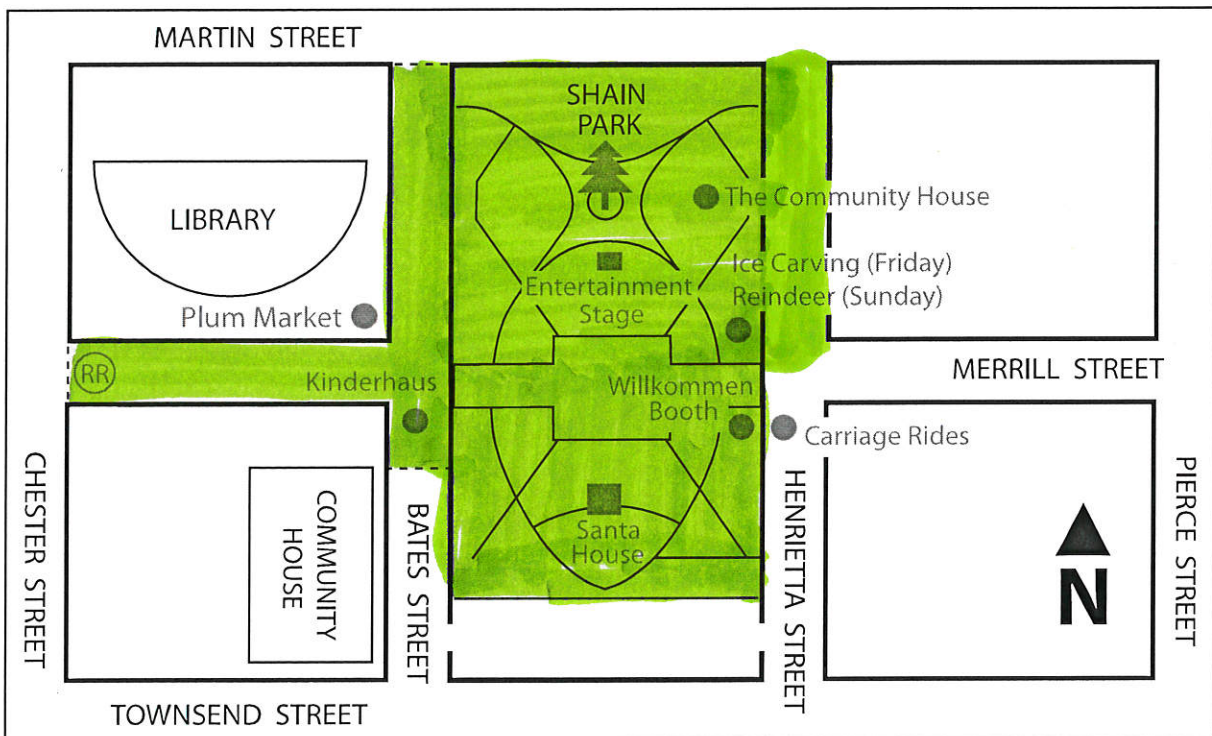 MARTIN STREET
SHAIN
PARK
The Community House
LIBRARY
Ice Carving (Friday)
Reindeer (Sunday)
Entertainment
Stage
Plum Market
RR
MERRILL STREET
Kinderhaus
Willkommen
Booth
Carriage Rides
CHESTER STREET
COMMUNITY
HOUSE
BATES STREET
Santa
House
HENRIETTA STREET
PIERCE STREET
N
TOWNSEND STREET